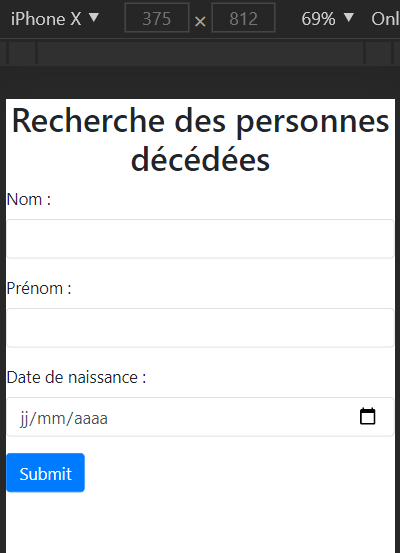 iPhone X ▼ 375 × 812 69% ▼ Onl
Recherche des personnes
décédées
Nom :
Prénom :
Date de naissance :
jj/mm/aaaa
Submit